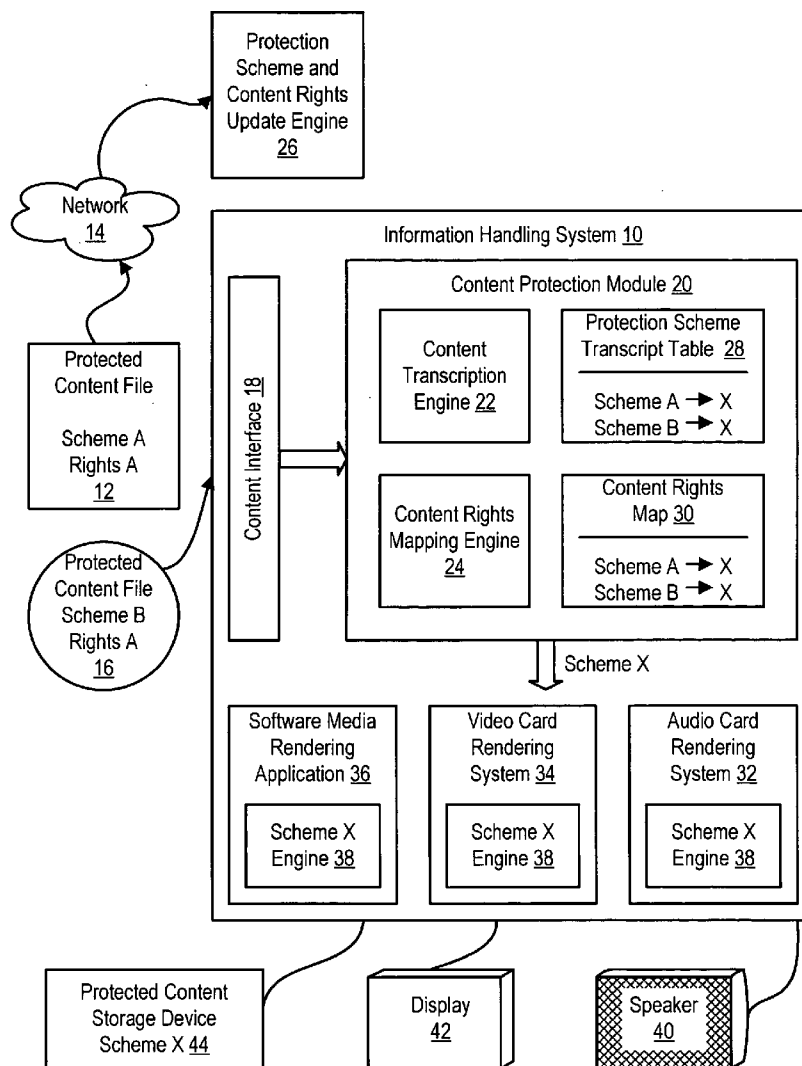 Protection
Scheme and
Content Rights
Update Engine
26
Network
14
Information Handling System 10
Content Protection Module 20
Content Interface 18
Content
Transcription
Engine 22
Protection Scheme
Transcript Table 28
Scheme A → X
Scheme B → X
Protected
Content File
Scheme A
Rights A
12
Content Rights
Mapping Engine
24
Content Rights
Map 30
Scheme A → X
Scheme B → X
Protected
Content File
Scheme B
Rights A
16
Scheme X
Software Media
Rendering
Application 36
Scheme X
Engine 38
Video Card
Rendering
System 34
Scheme X
Engine 38
Audio Card
Rendering
System 32
Scheme X
Engine 38
Protected Content
Storage Device
Scheme X 44
Display
42
Speaker
40